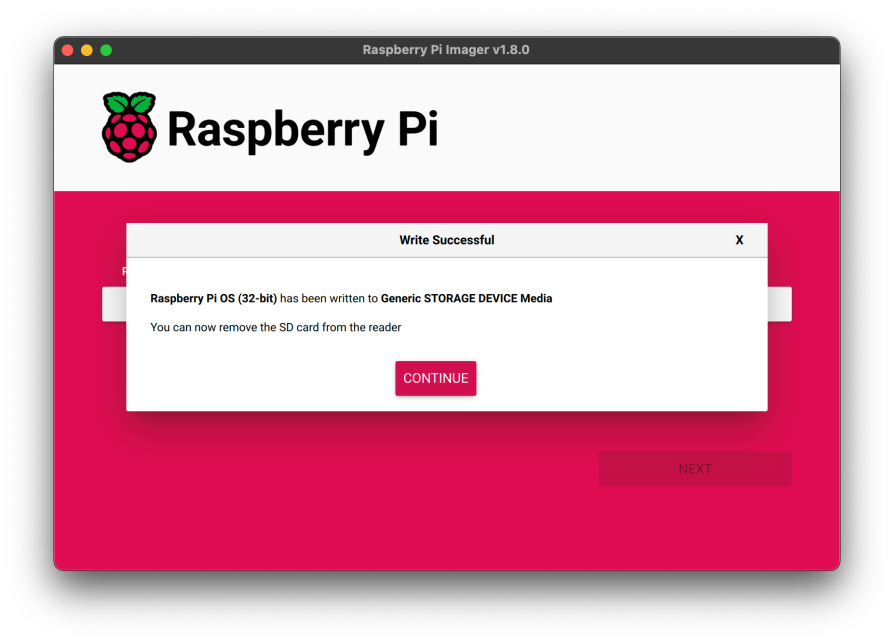 Raspberry Pi Imager v1.8.0
Raspberry Pi
Write Successful
X
R
Raspberry Pi OS (32-bit) has been written to Generic STORAGE DEVICE Media
You can now remove the SD card from the reader
CONTINUE
NEXT